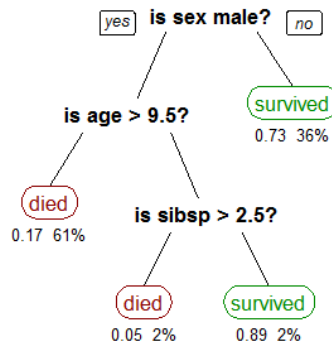 yes is sex male? no
is age > 9.5?
survived
0.73 36%
died
0.17 61%
is sibsp > 2.5?
died survived
0.05 2% 0.89 2%